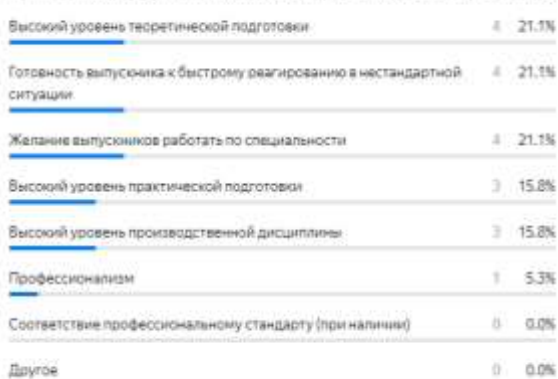 Высокий уровень теоретической подготовки 4 21.1%
Готовность выпускника к быстрому реагированию в нестандартной 4 21.1%
ситуации
Желание выпускников работать по специальности 4 21.1%
Высокий уровень практической подготовки 3 15.8%
Высокий уровень производственной дисциплины 3 15.8%
Профессионализм 1 5.3%
Соответствие профессиональному стандарту (при наличии) 0 0.0%
Другое 0 0.0%